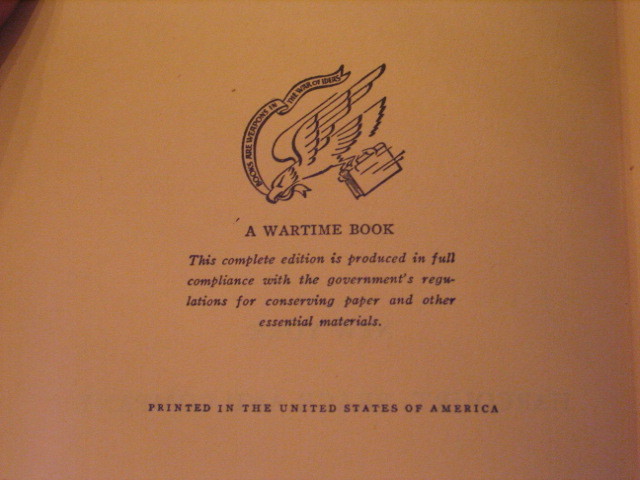 BOOKS ARE WEAPONS IN THE WAR OF IDEAS
A WARTIME BOOK
This complete edition is produced in full
compliance with the government's regu-
lations for conserving paper and other
essential materials.
PRINTED IN THE UNITED STATES OF AMERICA